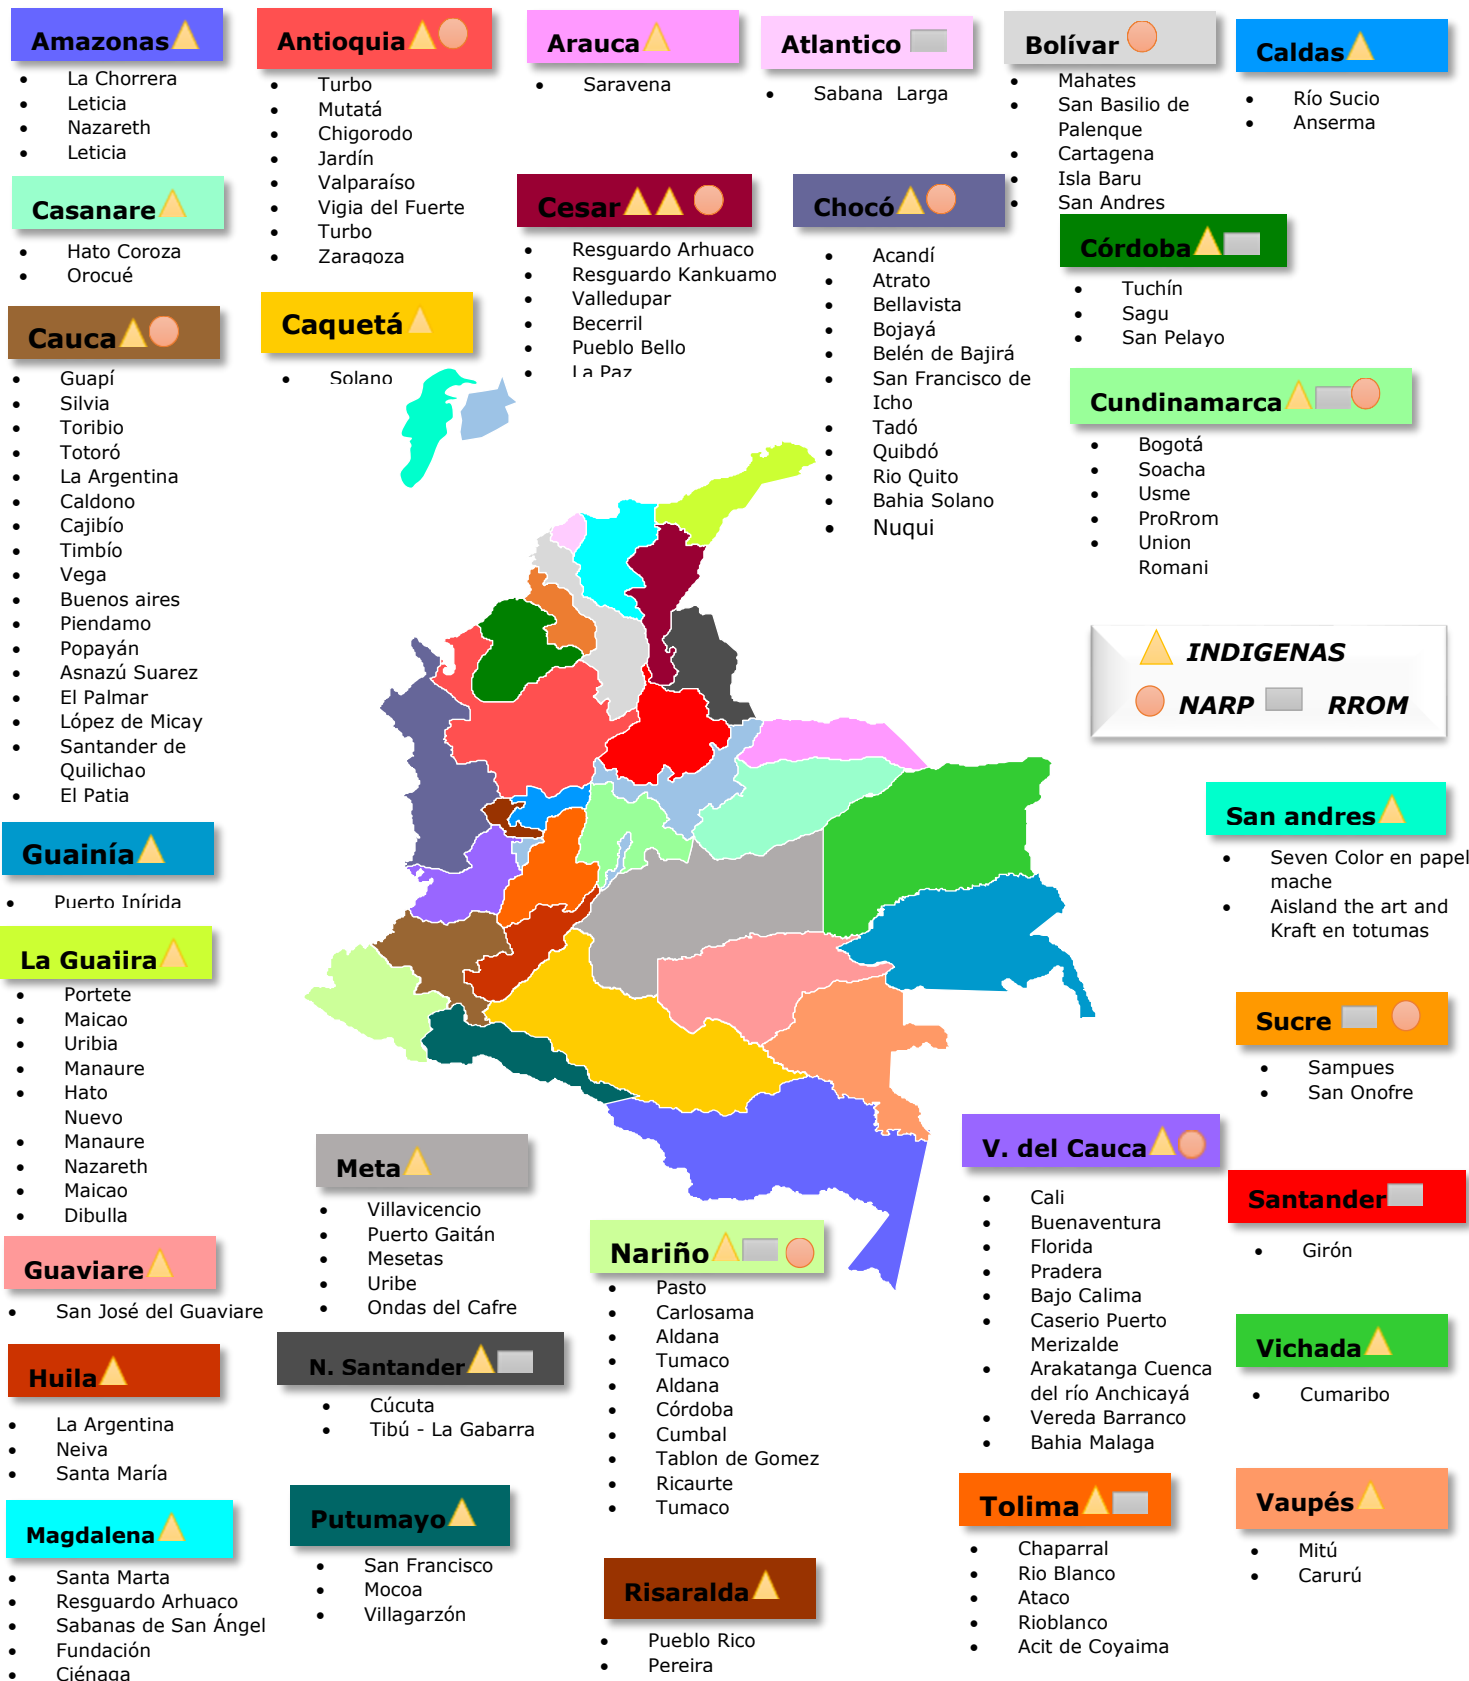 Amazonas
• La Chorrera
• Leticia
• Nazareth
• Leticia
Antioquia
• Turbo
• Mutatá
• Chigorodo
• Jardín
• Valparaíso
• Vigia del Fuerte
• Turbo
• Zaragoza
Arauca
• Saravena
Atlantico
• Sabana Larga
Bolívar
• Mahates
• San Basilio de
Palenque
• Cartagena
• Isla Baru
• San Andres
Caldas
• Río Sucio
• Anserma
Casanare
• Hato Coroza
• Orocué
Cesar
• Resguardo Arhuaco
• Resguardo Kankuamo
• Valledupar
• Becerril
• Pueblo Bello
• La Paz
Chocó
• Acandí
• Atrato
• Bellavista
• Bojayá
• Belén de Bajirá
• San Francisco de
Icho
• Tadó
• Quibdó
• Rio Quito
• Bahia Solano
• Nuqui
Córdoba
• Tuchín
• Sagu
• San Pelayo
Cauca
• Guapí
• Silvia
• Toribio
• Totoró
• La Argentina
• Caldono
• Cajibío
• Timbío
• Vega
• Buenos aires
• Piendamo
• Popayán
• Asnazú Suarez
• El Palmar
• López de Micay
• Santander de
Quilichao
• El Patia
Caquetá
• Solano
Cundinamarca
• Bogotá
• Soacha
• Usme
• ProRrom
• Union
Romani
INDIGENAS
NARP RROM
San andres
• Seven Color en papel
mache
• Aisland the art and
Kraft en totumas
Guainía
• Puerto Inírida
La Guajira
• Portete
• Maicao
• Uribia
• Manaure
• Hato
Nuevo
• Manaure
• Nazareth
• Maicao
• Dibulla
Sucre
• Sampues
• San Onofre
Meta
• Villavicencio
• Puerto Gaitán
• Mesetas
• Uribe
• Ondas del Cafre
V. del Cauca
• Cali
• Buenaventura
• Florida
• Pradera
• Bajo Calima
• Caserio Puerto
Merizalde
• Arakatanga Cuenca
del río Anchicayá
• Vereda Barranco
• Bahia Malaga
Santander
• Girón
Guaviare
• San José del Guaviare
Nariño
• Pasto
• Carlosama
• Aldana
• Tumaco
• Aldana
• Córdoba
• Cumbal
• Tablon de Gomez
• Ricaurte
• Tumaco
Huila
• La Argentina
• Neiva
• Santa María
N. Santander
• Cúcuta
• Tibú - La Gabarra
Vichada
• Cumaribo
Magdalena
• Santa Marta
• Resguardo Arhuaco
• Sabanas de San Ángel
• Fundación
• Ciénaga
Putumayo
• San Francisco
• Mocoa
• Villagarzón
Risaralda
• Pueblo Rico
• Pereira
Tolima
• Chaparral
• Rio Blanco
• Ataco
• Rioblanco
• Acit de Coyaima
Vaupés
• Mitú
• Carurú